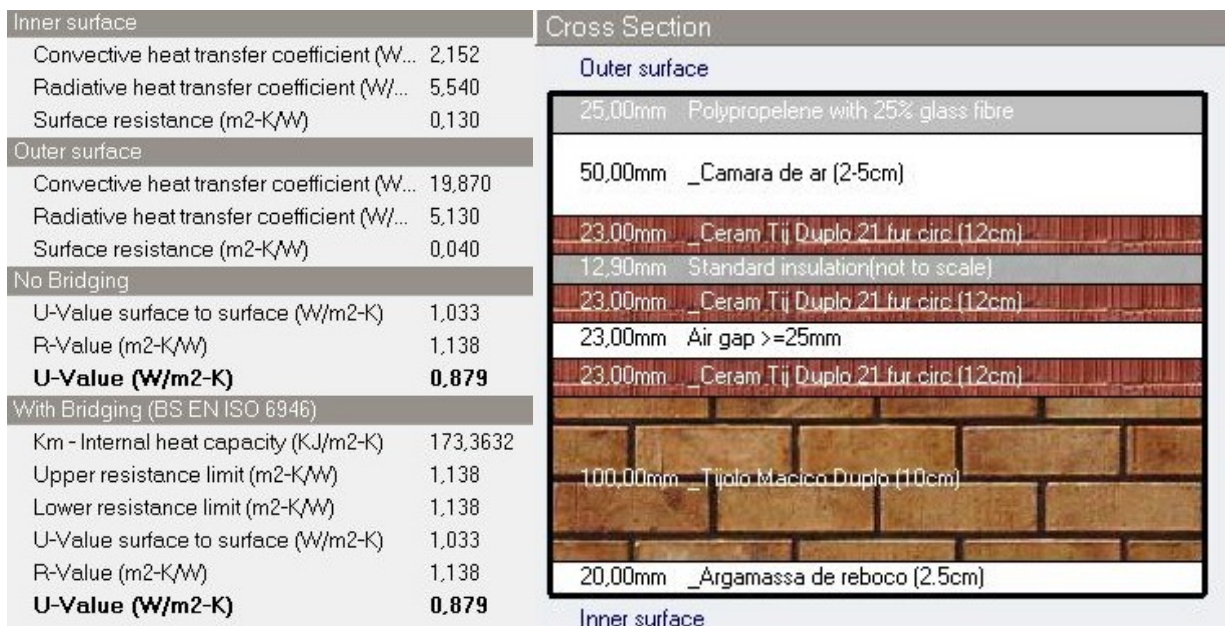 Inner surface
Convective heat transfer coefficient (W... 2,152
Radiative heat transfer coefficient (W/... 5,540
Surface resistance (m2-K/W) 0,130
Outer surface
Convective heat transfer coefficient (W... 19,870
Radiative heat transfer coefficient (W/... 5,130
Surface resistance (m2-K/W) 0,040
No Bridging
U-Value surface to surface (W/m2-K) 1,033
R-Value (m2-K/W) 1,138
U-Value (W/m2-K) 0,879
With Bridging (BS EN ISO 6946)
Km - Internal heat capacity (KJ/m2-K) 173,3632
Upper resistance limit (m2-K/W) 1,138
Lower resistance limit (m2-K/W) 1,138
U-Value surface to surface (W/m2-K) 1,033
R-Value (m2-K/W) 1,138
U-Value (W/m2-K) 0,879
Cross Section
Outer surface
25,00mm Polypropelene with 25% glass fibre
50,00mm _Camara de ar (2-5cm)
23,00mm _Ceram Tij Duplo 21 fur circ (12cm)
12,90mm Standard insulation(not to scale)
23,00mm _Ceram Tij Duplo 21 fur circ (12cm)
23,00mm Air gap >=25mm
23,00mm _Ceram Tij Duplo 21 fur circ (12cm)
100,00mm _Tijolo Macico Duplo (10cm)
20,00mm _Argamassa de reboco (2.5cm)
Inner surface